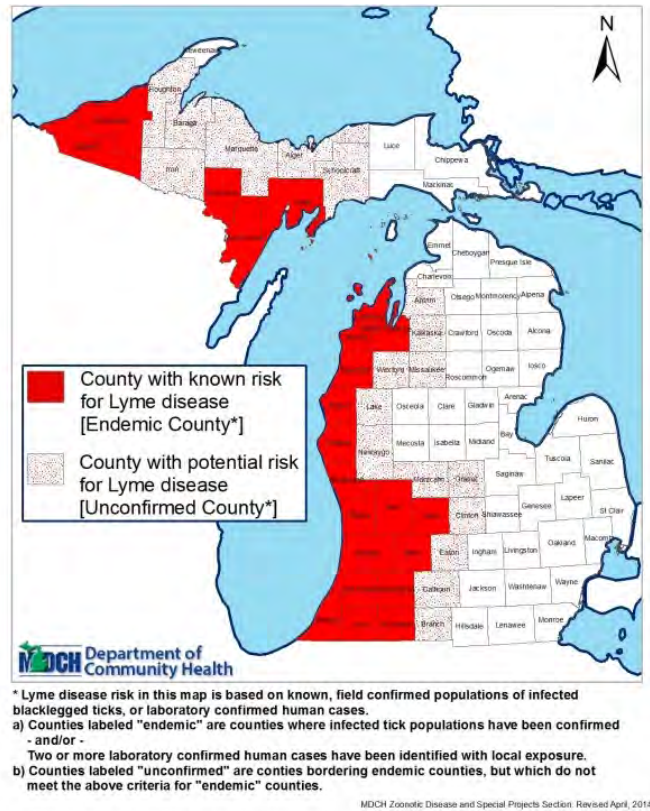 N
Houghton
Baraga
Iron
Marquette
Alger
Schoolcraft
Luce
Chippewa
Mackinac
Emmet
Cheboygan
Presque Isle
Charlevoix
Antrim
Otsego
Montmorency
Alpena
Kalkaska
Crawford
Oscoda
Alcona
Wexford
Missaukee
Roscommon
Ogemaw
Iosco
Lake
Osceola
Clare
Gladwin
Arenac
Newaygo
Mecosta
Isabella
Midland
Bay
Huron
Montcalm
Gratiot
Saginaw
Tuscola
Sanilac
Clinton
Shiawassee
Genesee
Lapeer
St Clair
Eaton
Ingham
Livingston
Oakland
Macomb
Calhoun
Jackson
Washtenaw
Wayne
Branch
Hillsdale
Lenawee
Monroe
County with known risk
for Lyme disease
[Endemic County*]
County with potential risk
for Lyme disease
[Unconfirmed County*]
MDCH Department of
Community Health
* Lyme disease risk in this map is based on known, field confirmed populations of infected
blacklegged ticks, or laboratory confirmed human cases.
a) Counties labeled "endemic" are counties where infected tick populations have been confirmed
- and/or -
Two or more laboratory confirmed human cases have been identified with local exposure.
b) Counties labeled "unconfirmed" are conties bordering endemic counties, but which do not
meet the above criteria for "endemic" counties.
MDCH Zoonotic Disease and Special Projects Section: Revised April, 2014